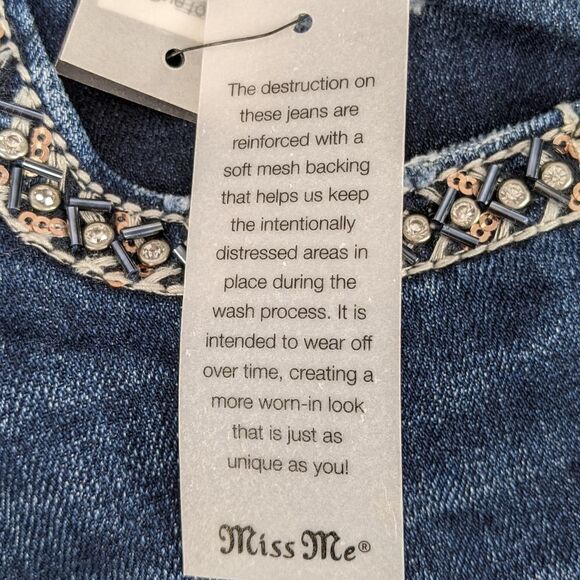 The destruction on
these jeans are
reinforced with a
soft mesh backing
that helps us keep
the intentionally
distressed areas in
place during the
wash process. It is
intended to wear off
over time, creating a
more worn-in look
that is just as
unique as you!
Miss Me®